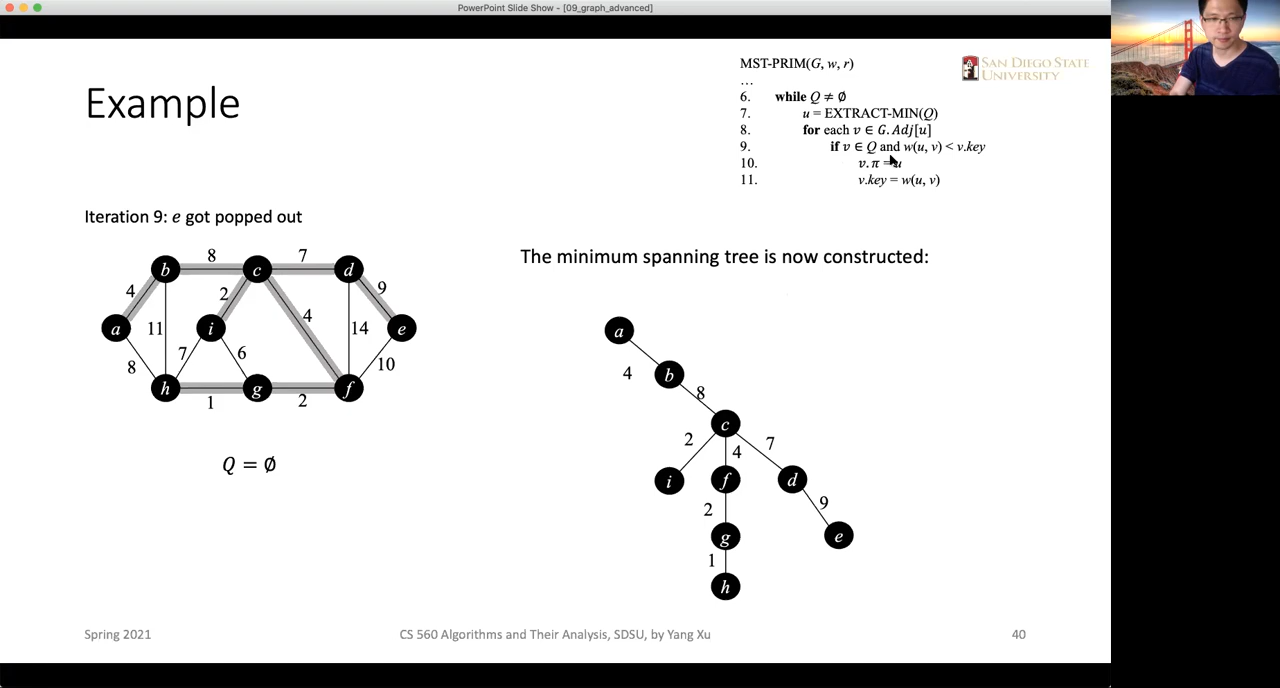 PowerPoint Slide Show - [09_graph_advanced]
Example
MST-PRIM(G, w, r)
…
6. while Q ≠ ∅
7. u = EXTRACT-MIN(Q)
8. for each v ∈ G.Adj[u]
9. if v ∈ Q and w(u, v) < v.key
10. v.π = u
11. v.key = w(u, v)
SAN DIEGO STATE
UNIVERSITY
Iteration 9: e got popped out
8 7
b c d
4 2 9
4
a 11 i 14 e
7 6
8 10
h g f
1 2
Q = ∅
The minimum spanning tree is now constructed:
a
4 b
8
c
2 4 7
i f d
2 9
g e
1
h
Spring 2021
CS 560 Algorithms and Their Analysis, SDSU, by Yang Xu
40